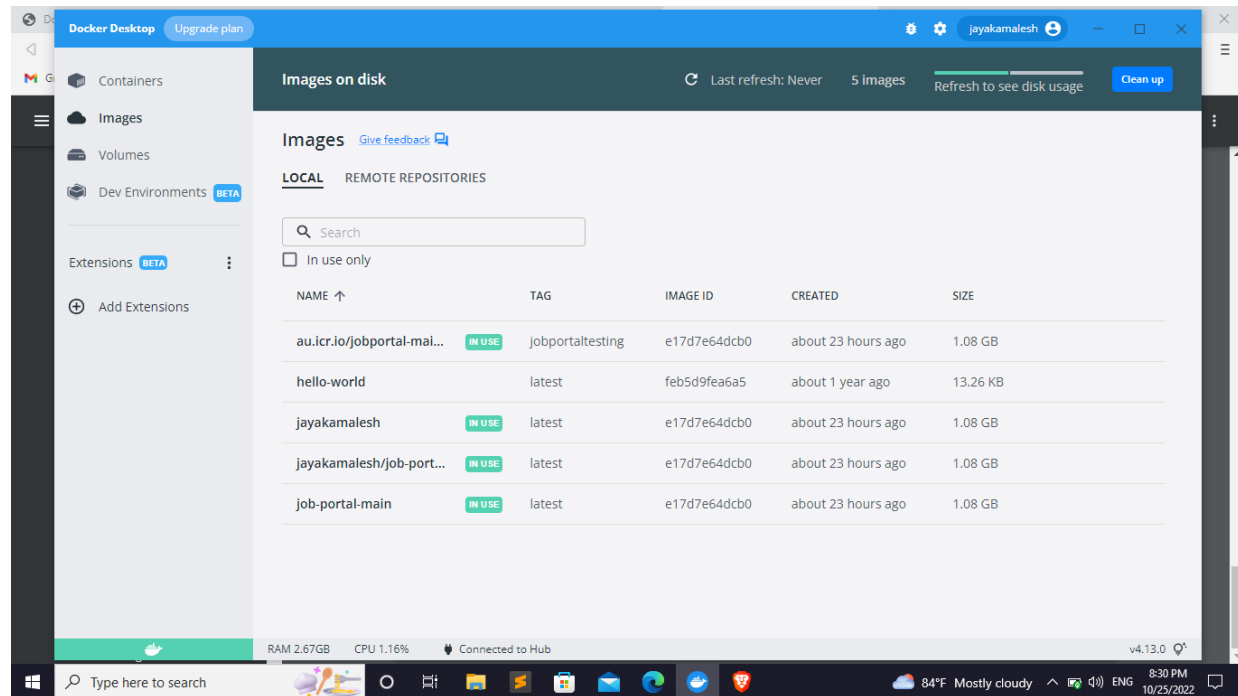 Docker Desktop Upgrade plan jayakamalesh
Containers
Images
Volumes
Dev Environments BETA
Extensions BETA
Add Extensions
Images on disk Last refresh: Never 5 images Refresh to see disk usage Clean up
Images Give feedback
LOCAL REMOTE REPOSITORIES
Search
In use only
NAME TAG IMAGE ID CREATED SIZE
au.icr.io/jobportal-mai... IN USE jobportaltesting e17d7e64dcb0 about 23 hours ago 1.08 GB
hello-world latest feb5d9fea6a5 about 1 year ago 13.26 KB
jayakamalesh IN USE latest e17d7e64dcb0 about 23 hours ago 1.08 GB
jayakamalesh/job-port... IN USE latest e17d7e64dcb0 about 23 hours ago 1.08 GB
job-portal-main IN USE latest e17d7e64dcb0 about 23 hours ago 1.08 GB
RAM 2.67GB CPU 1.16% Connected to Hub v4.13.0
Type here to search 84°F Mostly cloudy ENG 8:30 PM
10/25/2022